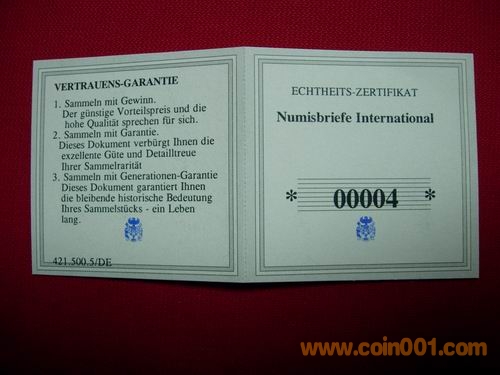 VERTRAUENS-GARANTIE
1. Sammeln mit Gewinn.
Der günstige Vorteilspreis und die
hohe Qualität sprechen für sich.
2. Sammeln mit Garantie.
Dieses Dokument verbürgt Ihnen die
exzellente Güte und Detailltreue
Ihrer Sammelrarität
3. Sammeln mit Generationen-Garantie
Dieses Dokument garantiert Ihnen
die bleibende historische Bedeutung
Ihres Sammelstücks - ein Leben
lang.
421.500.5/DE
ECHTHEITS-ZERTIFIKAT
Numisbriefe International
* 00004 *
www.coin001.com